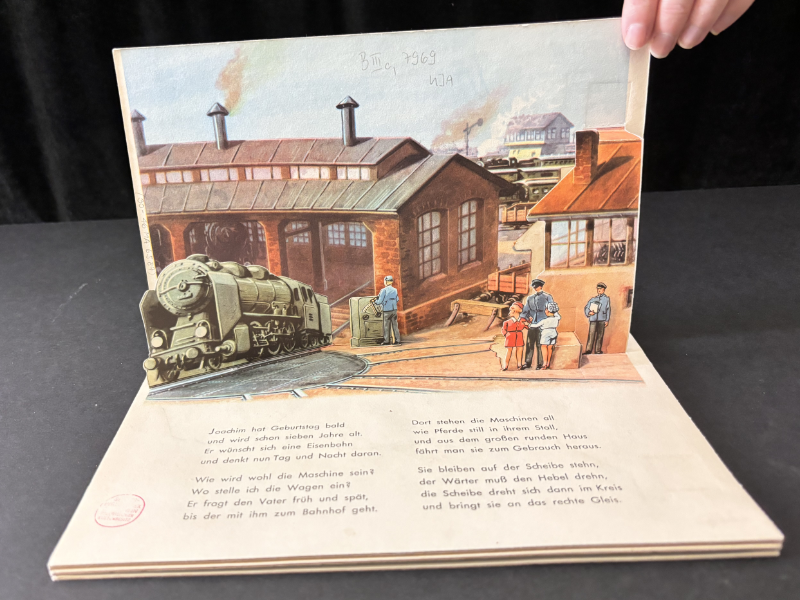 B III a, 7969
Joachim hat Geburtstag bald
und wird schon sieben Jahre alt.
Er wünscht sich eine Eisenbahn
und denkt nun Tag und Nacht daran.
Wie wird wohl die Maschine sein?
Wo stelle ich die Wagen ein?
Er fragt den Vater früh und spät,
bis der mit ihm zum Bahnhof geht.
Dort stehen die Maschinen all
wie Pferde still in ihrem Stall,
und aus dem großen runden Haus
fährt man sie zum Gebrauch heraus.
Sie bleiben auf der Scheibe stehn,
der Wärter muß den Hebel drehn,
die Scheibe dreht sich dann im Kreis
und bringt sie an das rechte Gleis.